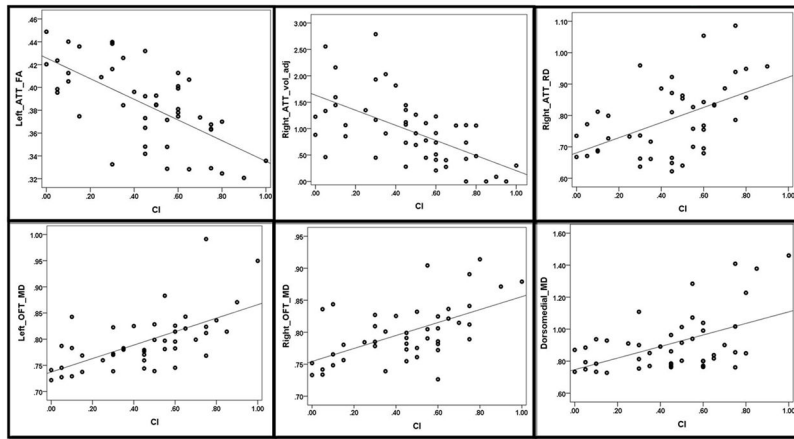 Left_ATT_FA
.46
.44
.42
.40
.38
.36
.34
.32
.00 .20 .40 .60 .80 1.00
CI
Right_ATT_vol_adj
3.00
2.50
2.00
1.50
1.00
.50
.00
.00 .20 .40 .60 .80 1.00
CI
Right_ATT_RD
1.10
1.00
.90
.80
.70
.60
.00 .20 .40 .60 .80 1.00
CI
Left_OFT_MD
1.00
.95
.90
.85
.80
.75
.70
.00 .20 .40 .60 .80 1.00
CI
Right_OFT_MD
.95
.90
.85
.80
.75
.70
.00 .20 .40 .60 .80 1.00
CI
Dorsomedial_MD
1.60
1.40
1.20
1.00
.80
.60
.00 .20 .40 .60 .80 1.00
CI